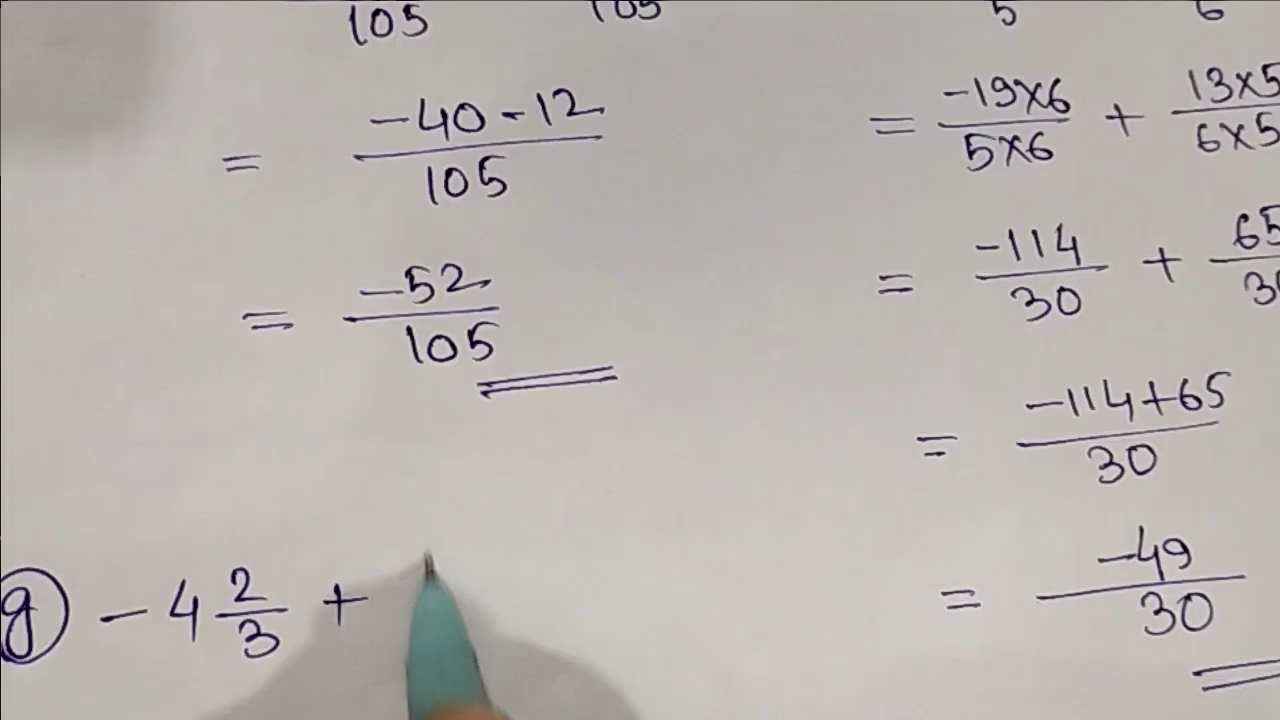 105 105
= -40-12/105
= -52/105
g) -4 2/3 +
5 6
= -19×6/5×6 + 13×5/6×5
= -114/30 + 65/30
= -114+65/30
= -49/30